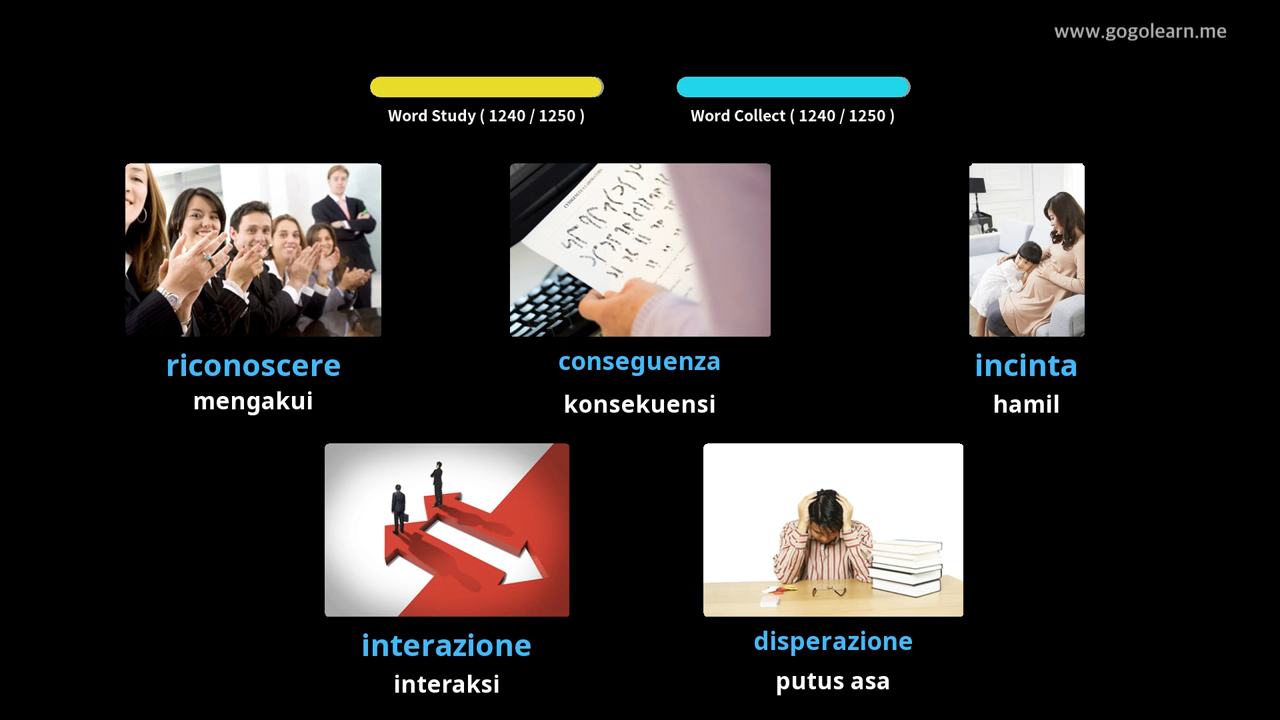 www.gogolearn.me
Word Study ( 1240 / 1250 )
Word Collect ( 1240 / 1250 )
riconoscere
mengakui
conseguenza
konsekuensi
incinta
hamil
interazione
interaksi
disperazione
putus asa